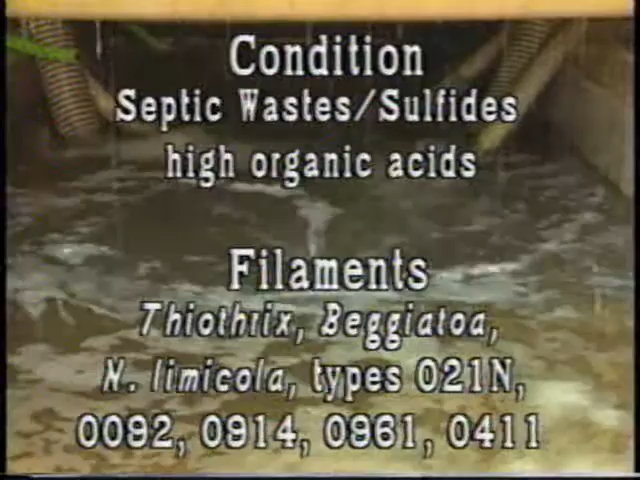 Condition
Septic Wastes/Sulfides
high organic acids
Filaments
Thiothrix, Beggiatoa,
N. limicola, types 021N,
0092, 0914, 0961, 0411